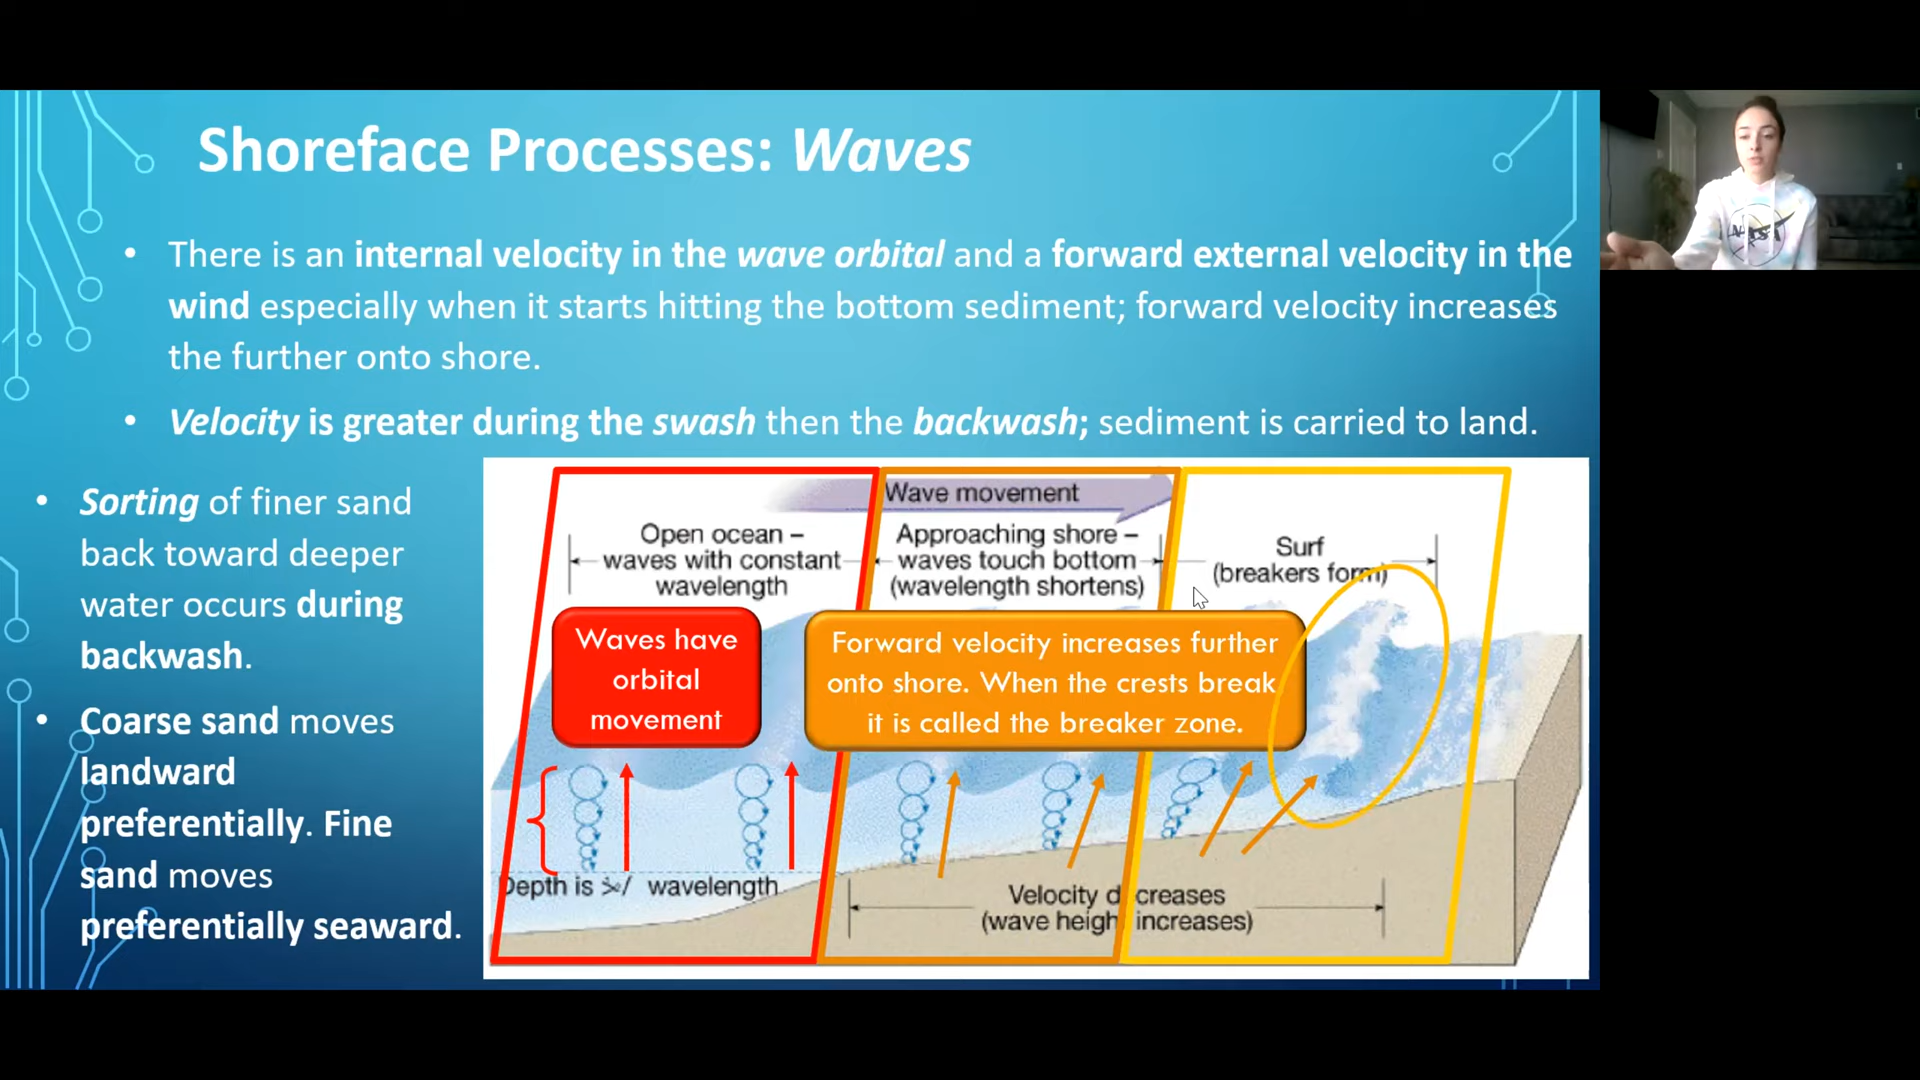 Shoreface Processes: Waves
• There is an internal velocity in the wave orbital and a forward external velocity in the
wind especially when it starts hitting the bottom sediment; forward velocity increases
the further onto shore.
• Velocity is greater during the swash then the backwash; sediment is carried to land.
• Sorting of finer sand
back toward deeper
water occurs during
backwash.
• Coarse sand moves
landward
preferentially. Fine
sand moves
preferentially seaward.
Wave movement
Open ocean –
waves with constant
wavelength
Approaching shore –
waves touch bottom
(wavelength shortens)
Surf
(breakers form)
Waves have
orbital
movement
Forward velocity increases further
onto shore. When the crests break
it is called the breaker zone.
Depth is wavelength
Velocity decreases
(wave height increases)
NASA